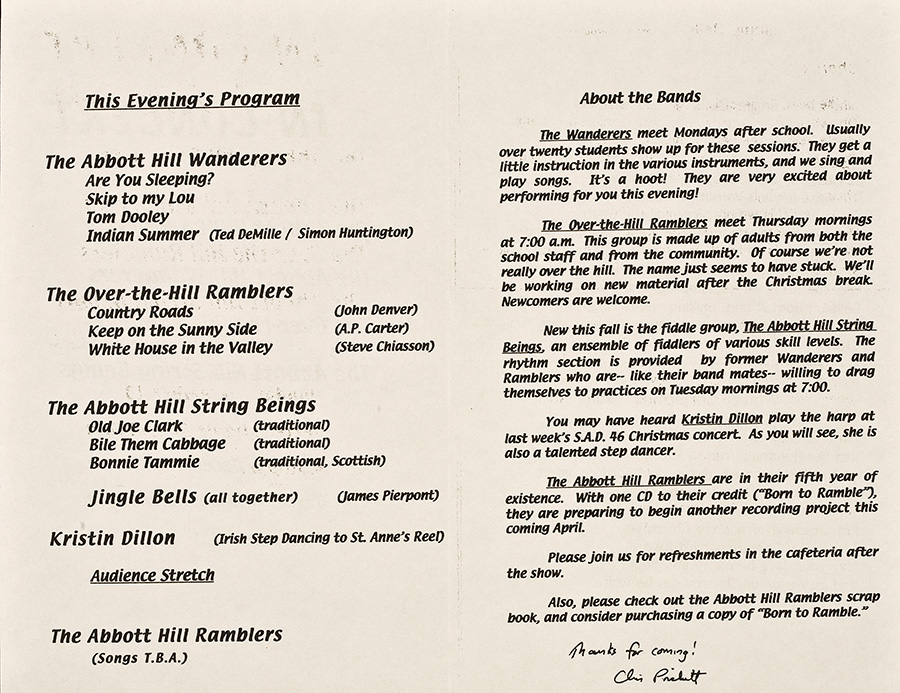 This Evening's Program
The Abbott Hill Wanderers
Are You Sleeping?
Skip to my Lou
Tom Dooley
Indian Summer (Ted DeMille / Simon Huntington)
The Over-the-Hill Ramblers
Country Roads (John Denver)
Keep on the Sunny Side (A.P. Carter)
White House in the Valley (Steve Chiasson)
The Abbott Hill String Beings
Old Joe Clark (traditional)
Bile Them Cabbage (traditional)
Bonnie Tammie (traditional, Scottish)
Jingle Bells (all together) (James Pierpont)
Kristin Dillon (Irish Step Dancing to St. Anne's Reel)
Audience Stretch
The Abbott Hill Ramblers
(Songs T.B.A.)
About the Bands
The Wanderers meet Mondays after school. Usually
over twenty students show up for these sessions. They get a
little instruction in the various instruments, and we sing and
play songs. It's a hoot! They are very excited about
performing for you this evening!
The Over-the-Hill Ramblers meet Thursday mornings
at 7:00 a.m. This group is made up of adults from both the
school staff and from the community. Of course we're not
really over the hill. The name just seems to have stuck. We'll
be working on new material after the Christmas break.
Newcomers are welcome.
New this fall is the fiddle group, The Abbott Hill String
Beings, an ensemble of fiddlers of various skill levels. The
rhythm section is provided by former Wanderers and
Ramblers who are-- like their band mates-- willing to drag
themselves to practices on Tuesday mornings at 7:00.
You may have heard Kristin Dillon play the harp at
last week's S.A.D. 46 Christmas concert. As you will see, she is
also a talented step dancer.
The Abbott Hill Ramblers are in their fifth year of
existence. With one CD to their credit ("Born to Ramble"),
they are preparing to begin another recording project this
coming April.
Please join us for refreshments in the cafeteria after
the show.
Also, please check out the Abbott Hill Ramblers scrap
book, and consider purchasing a copy of "Born to Ramble."
Thanks for coming!